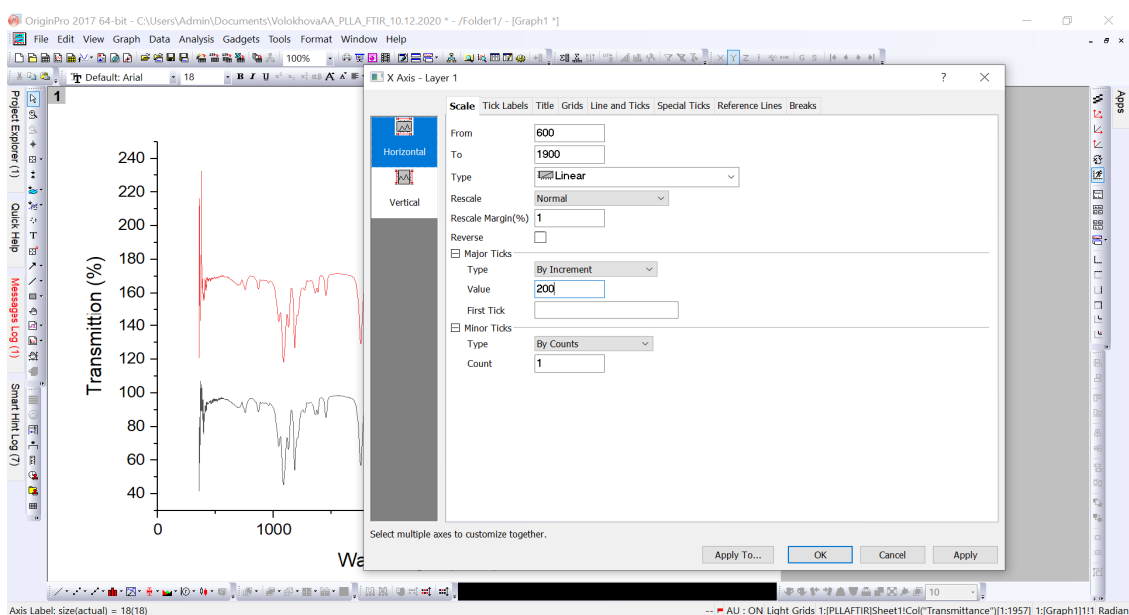 OriginPro 2017 64-bit - C:\Users\Admin\Documents\VolokhovaAA_PLLA_FTIR_10.12.2020 * - /Folder1/ - [Graph1 *]
File Edit View Graph Data Analysis Gadgets Tools Format Window Help
100%
Default: Arial 18 B I U
X Axis - Layer 1
?
Project Explorer (1)
Quick Help
Messages Log (1)
Smart Hint Log (7)
Apps
1
Scale Tick Labels Title Grids Line and Ticks Special Ticks Reference Lines Breaks
Horizontal
Vertical
From 600
To 1900
Type Linear
Rescale Normal
Rescale Margin(%) 1
Reverse
Major Ticks
Type By Increment
Value 200
First Tick
Minor Ticks
Type By Counts
Count 1
Select multiple axes to customize together.
Apply To... OK Cancel Apply
Transmittion (%)
240
220
200
180
160
140
120
100
80
60
40
0 1000
Wa
10
Axis Label: size(actual) = 18(18)
-- AU : ON Light Grids 1:[PLLAFTIR]Sheet1!Col("Transmittance")[1:1957] 1:[Graph1]1!1 Radian